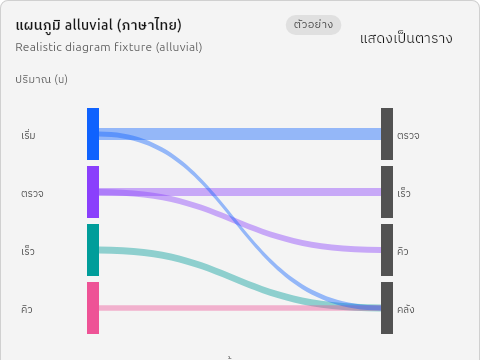 แผนภูมิ alluvial (ภาษาไทย)
ตัวอย่าง
Realistic diagram fixture (alluvial)
แสดงเป็นตาราง
ปริมาณ (น)
เริ่ม
ตรวจ
ตรวจ
เร็ว
เร็ว
คิว
คิว
คลัง